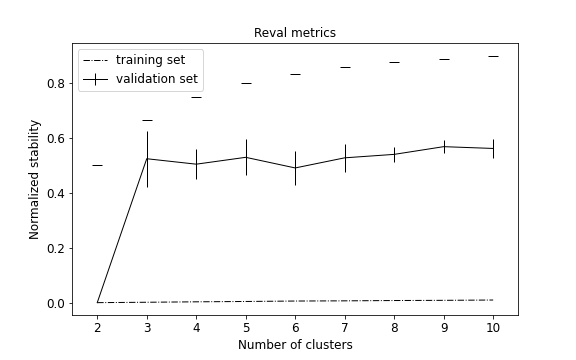 Reval metrics
training set
validation set
Normalized stability
0.8
0.6
0.4
0.2
0.0
2 3 4 5 6 7 8 9 10
Number of clusters